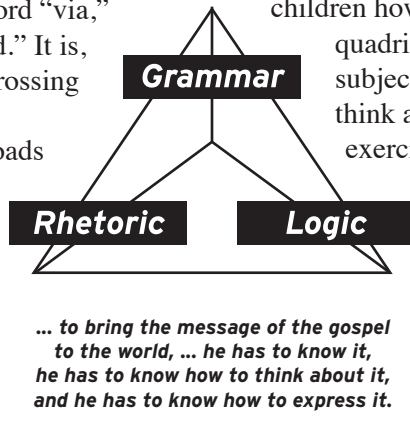 ord “via,”
d.” It is,
rossing
oads
children how
quadri
subjec
think a
exerci
Grammar
Rhetoric
Logic
... to bring the message of the gospel
to the world, ... he has to know it,
he has to know how to think about it,
and he has to know how to express it.